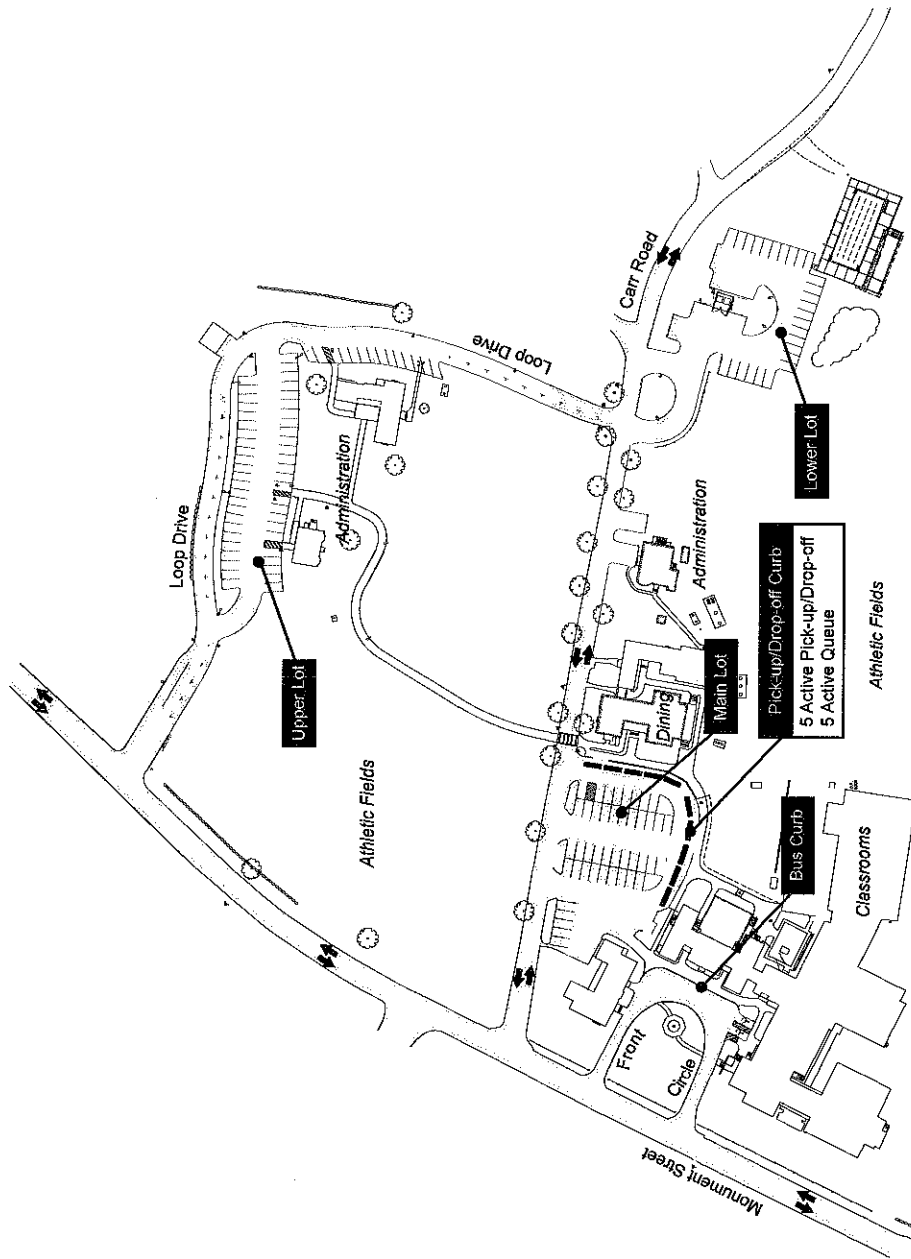 Loop Drive
Administration
Loop Drive
Upper Lot
Carr Road
Lower Lot
Athletic Fields
Administration
Dining
Main Lot
Pick-up/Drop-off Curb
5 Active Pick-up/Drop-off
5 Active Queue
Athletic Fields
Bus Curb
Classrooms
Front
Circle
Monument Street